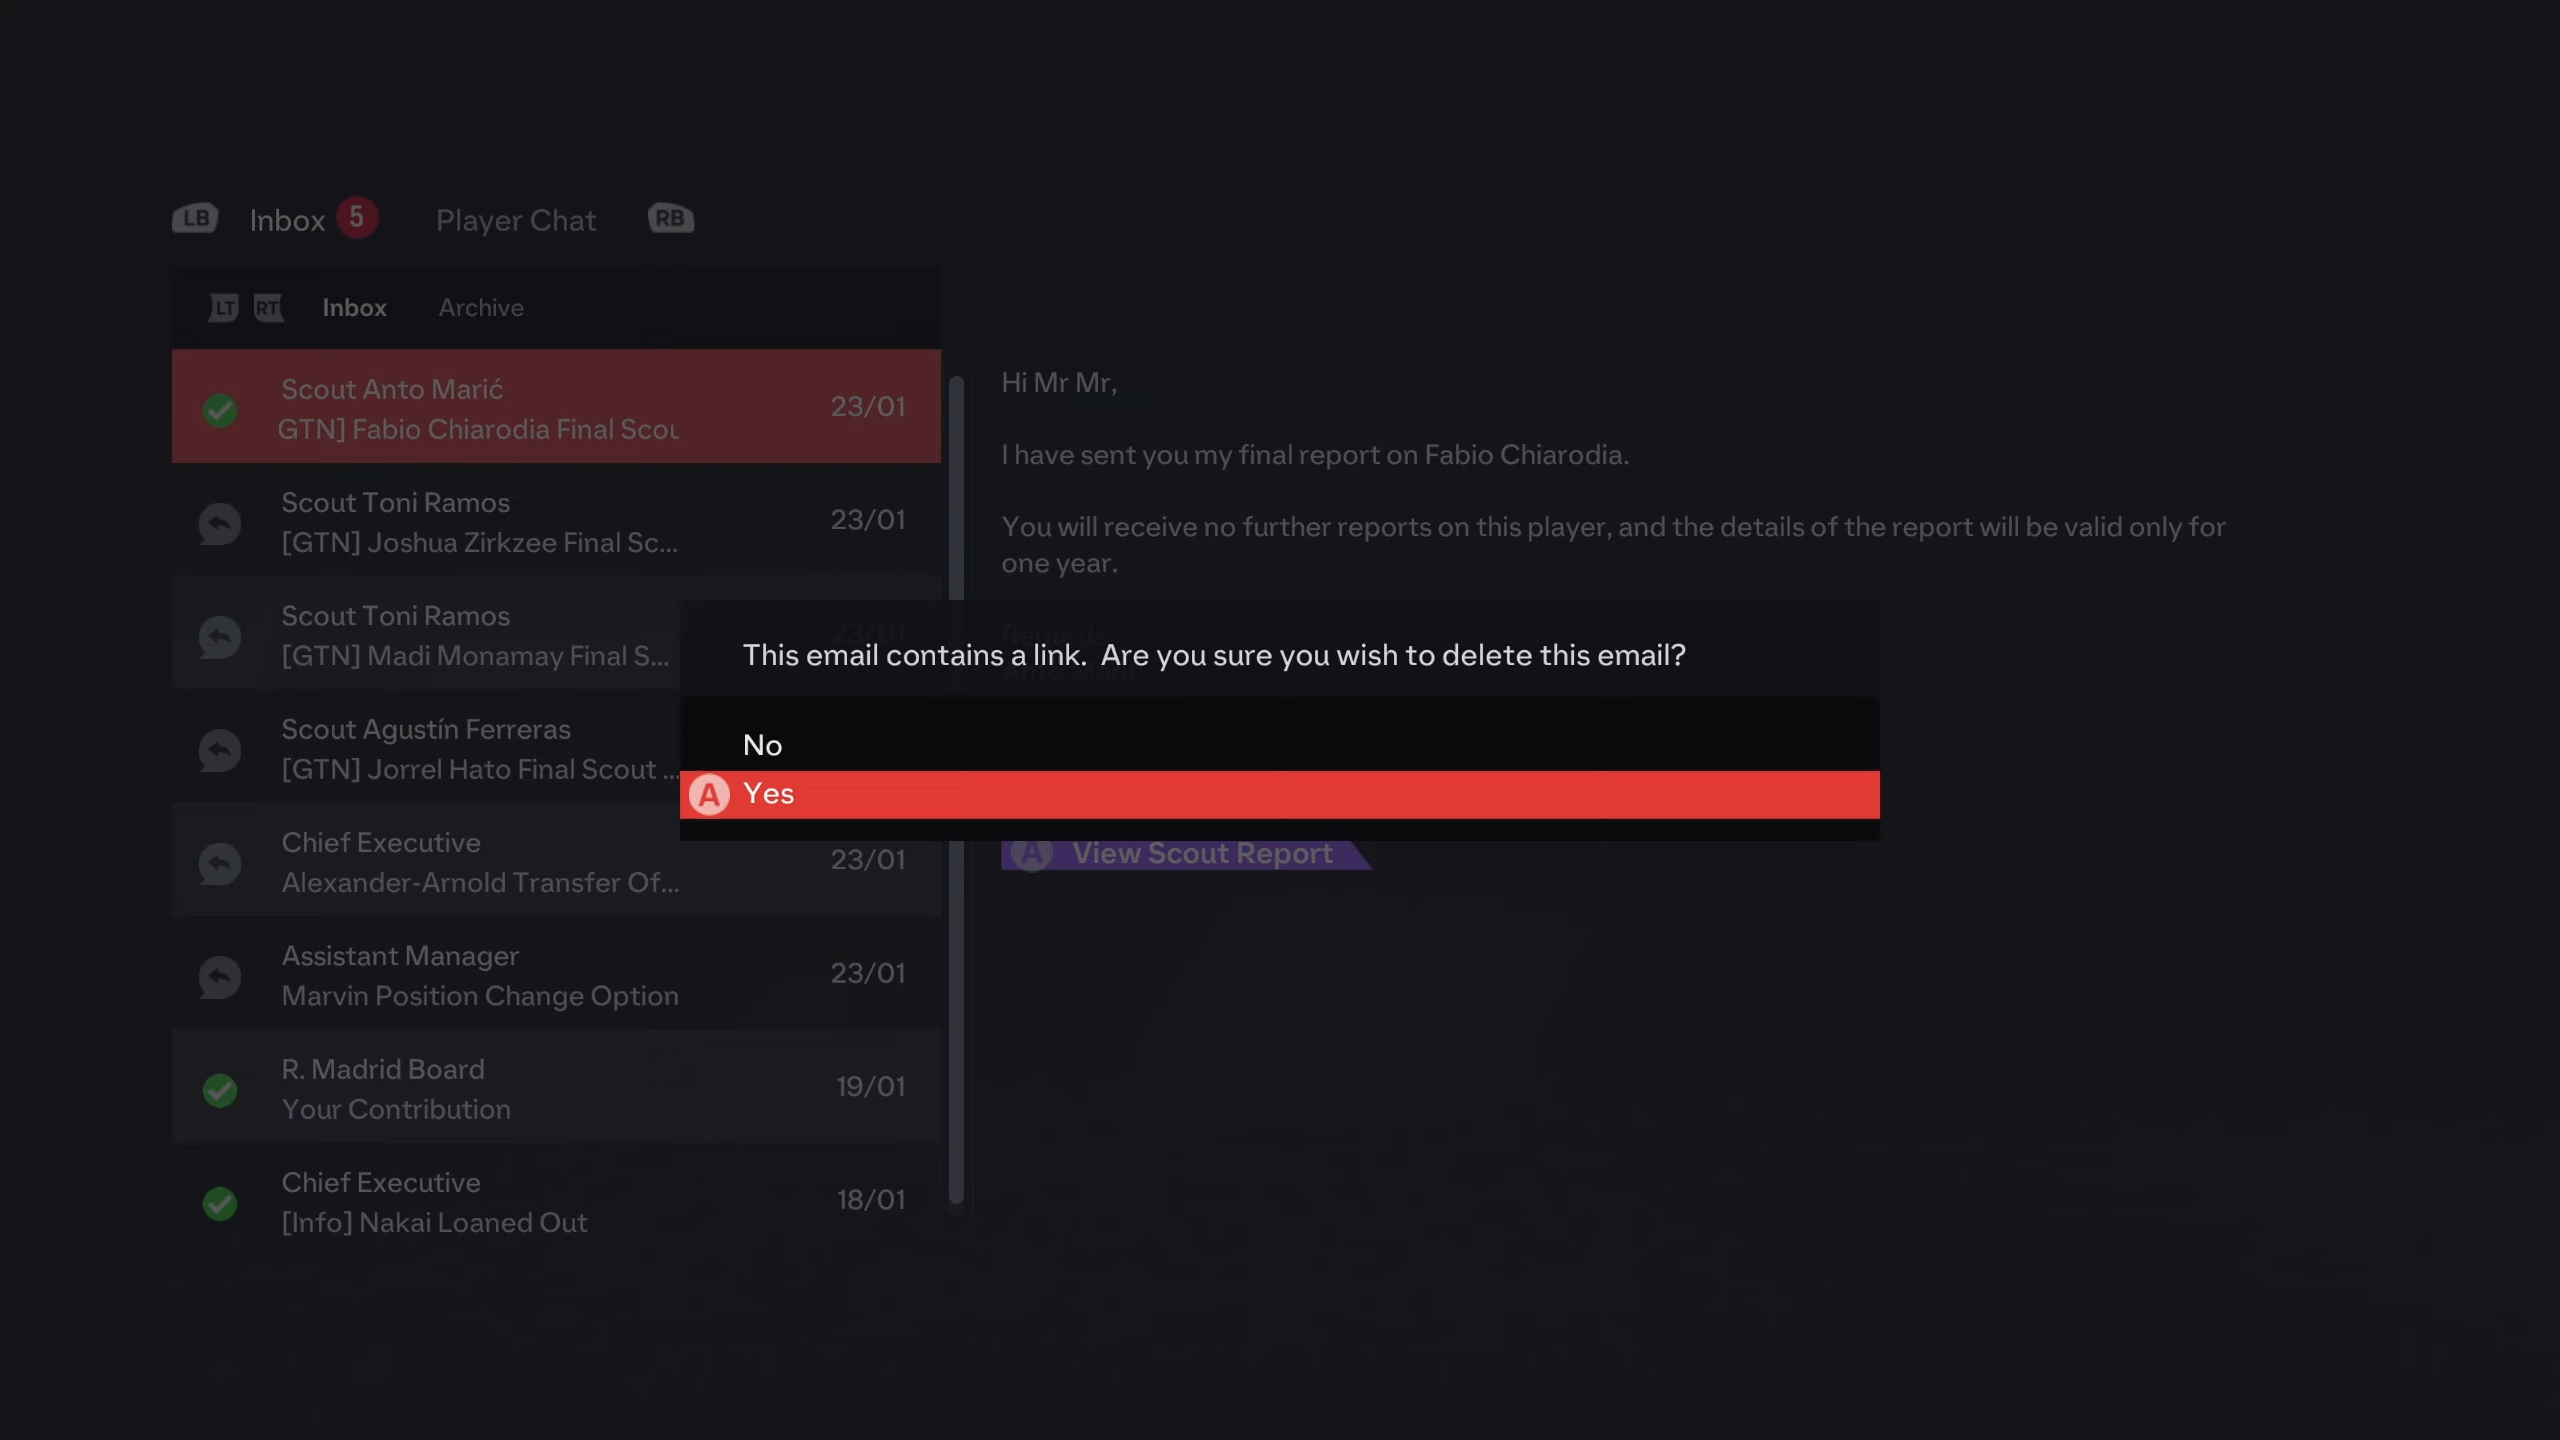 LB Inbox 5 Player Chat RB
LT RT Inbox Archive
Scout Anto Marić
GTN] Fabio Chiarodia Final Scou
23/01
Scout Toni Ramos
[GTN] Joshua Zirkzee Final Sc...
23/01
Scout Toni Ramos
[GTN] Madi Monamay Final S...
23/01
Scout Agustín Ferreras
[GTN] Jorrel Hato Final Scout ...
Chief Executive
Alexander-Arnold Transfer Of...
23/01
Assistant Manager
Marvin Position Change Option
23/01
R. Madrid Board
Your Contribution
19/01
Chief Executive
[Info] Nakai Loaned Out
18/01
Hi Mr Mr,
I have sent you my final report on Fabio Chiarodia.
You will receive no further reports on this player, and the details of the report will be valid only for
one year.
Regards,
Anto Marić
This email contains a link. Are you sure you wish to delete this email?
No
A Yes
A View Scout Report